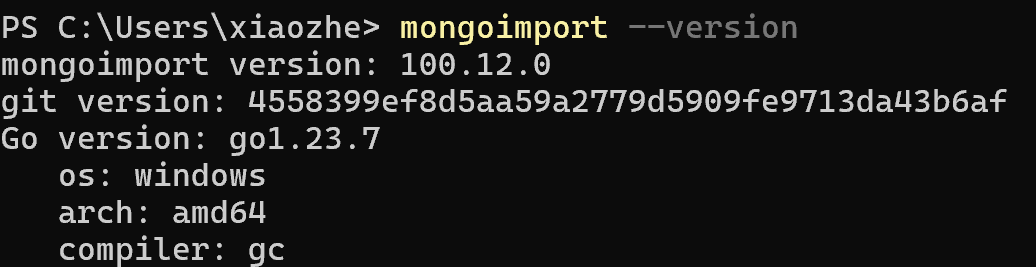 PS C:\Users\xiaozhe> mongoimport --version
mongoimport version: 100.12.0
git version: 4558399ef8d5aa59a2779d5909fe9713da43b6af
Go version: go1.23.7
   os: windows
   arch: amd64
   compiler: gc